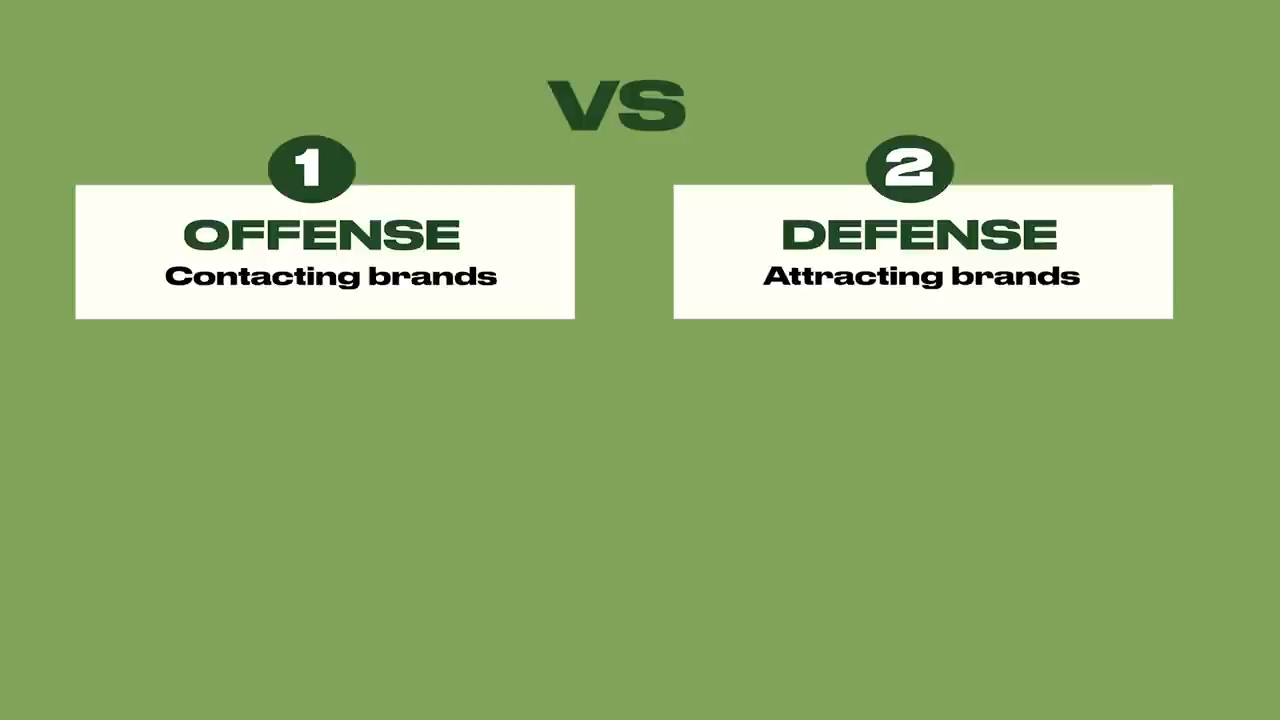 VS
1
OFFENSE
Contacting brands
2
DEFENSE
Attracting brands